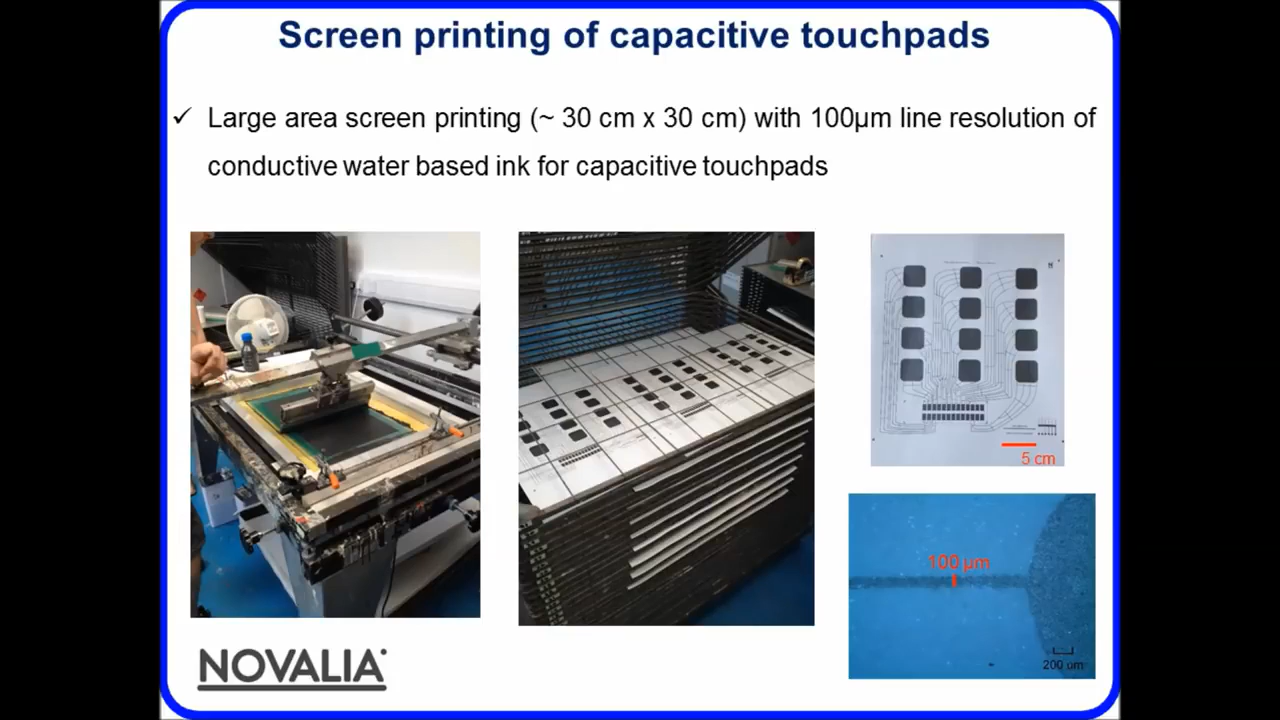 Screen printing of capacitive touchpads
✓ Large area screen printing (~ 30 cm x 30 cm) with 100µm line resolution of
conductive water based ink for capacitive touchpads
5 cm
100 µm
200 um
NOVALIA